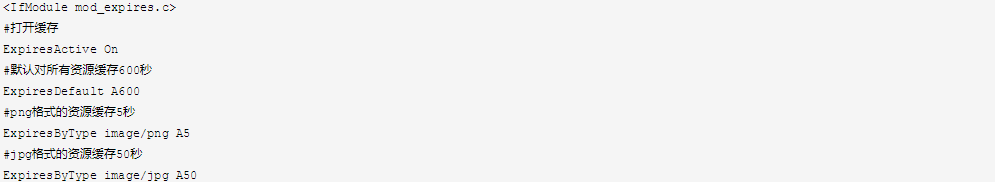 <IfModule mod_expires.c>
#打开缓存
ExpiresActive On
#默认对所有资源缓存600秒
ExpiresDefault A600
#png格式的资源缓存5秒
ExpiresByType image/png A5
#jpg格式的资源缓存50秒
ExpiresByType image/jpg A50